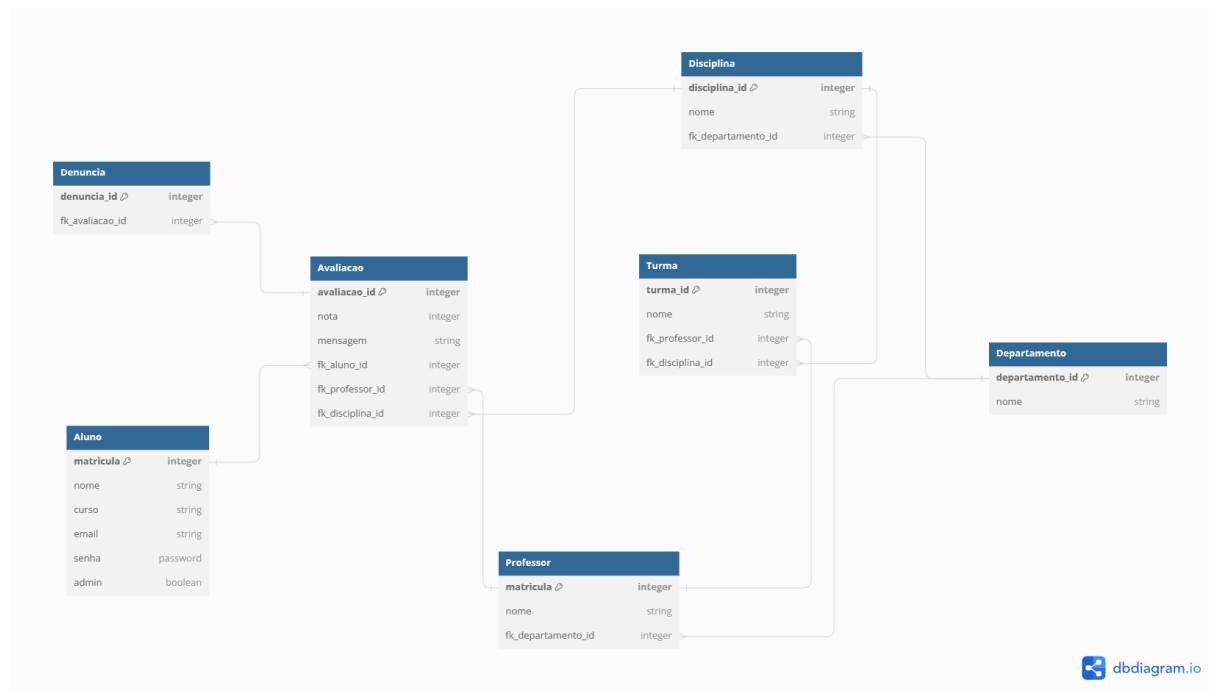 Disciplina
disciplina_id integer
nome string
fk_departamento_id integer
Denuncia
denuncia_id integer
fk_avaliacao_id integer
Avaliacao
avaliacao_id integer
nota integer
mensagem string
fk_aluno_id integer
fk_professor_id integer
fk_disciplina_id integer
Turma
turma_id integer
nome string
fk_professor_id integer
fk_disciplina_id integer
Departamento
departamento_id integer
nome string
Aluno
matricula integer
nome string
curso string
email string
senha password
admin boolean
Professor
matricula integer
nome string
fk_departamento_id integer
dbdiagram.io